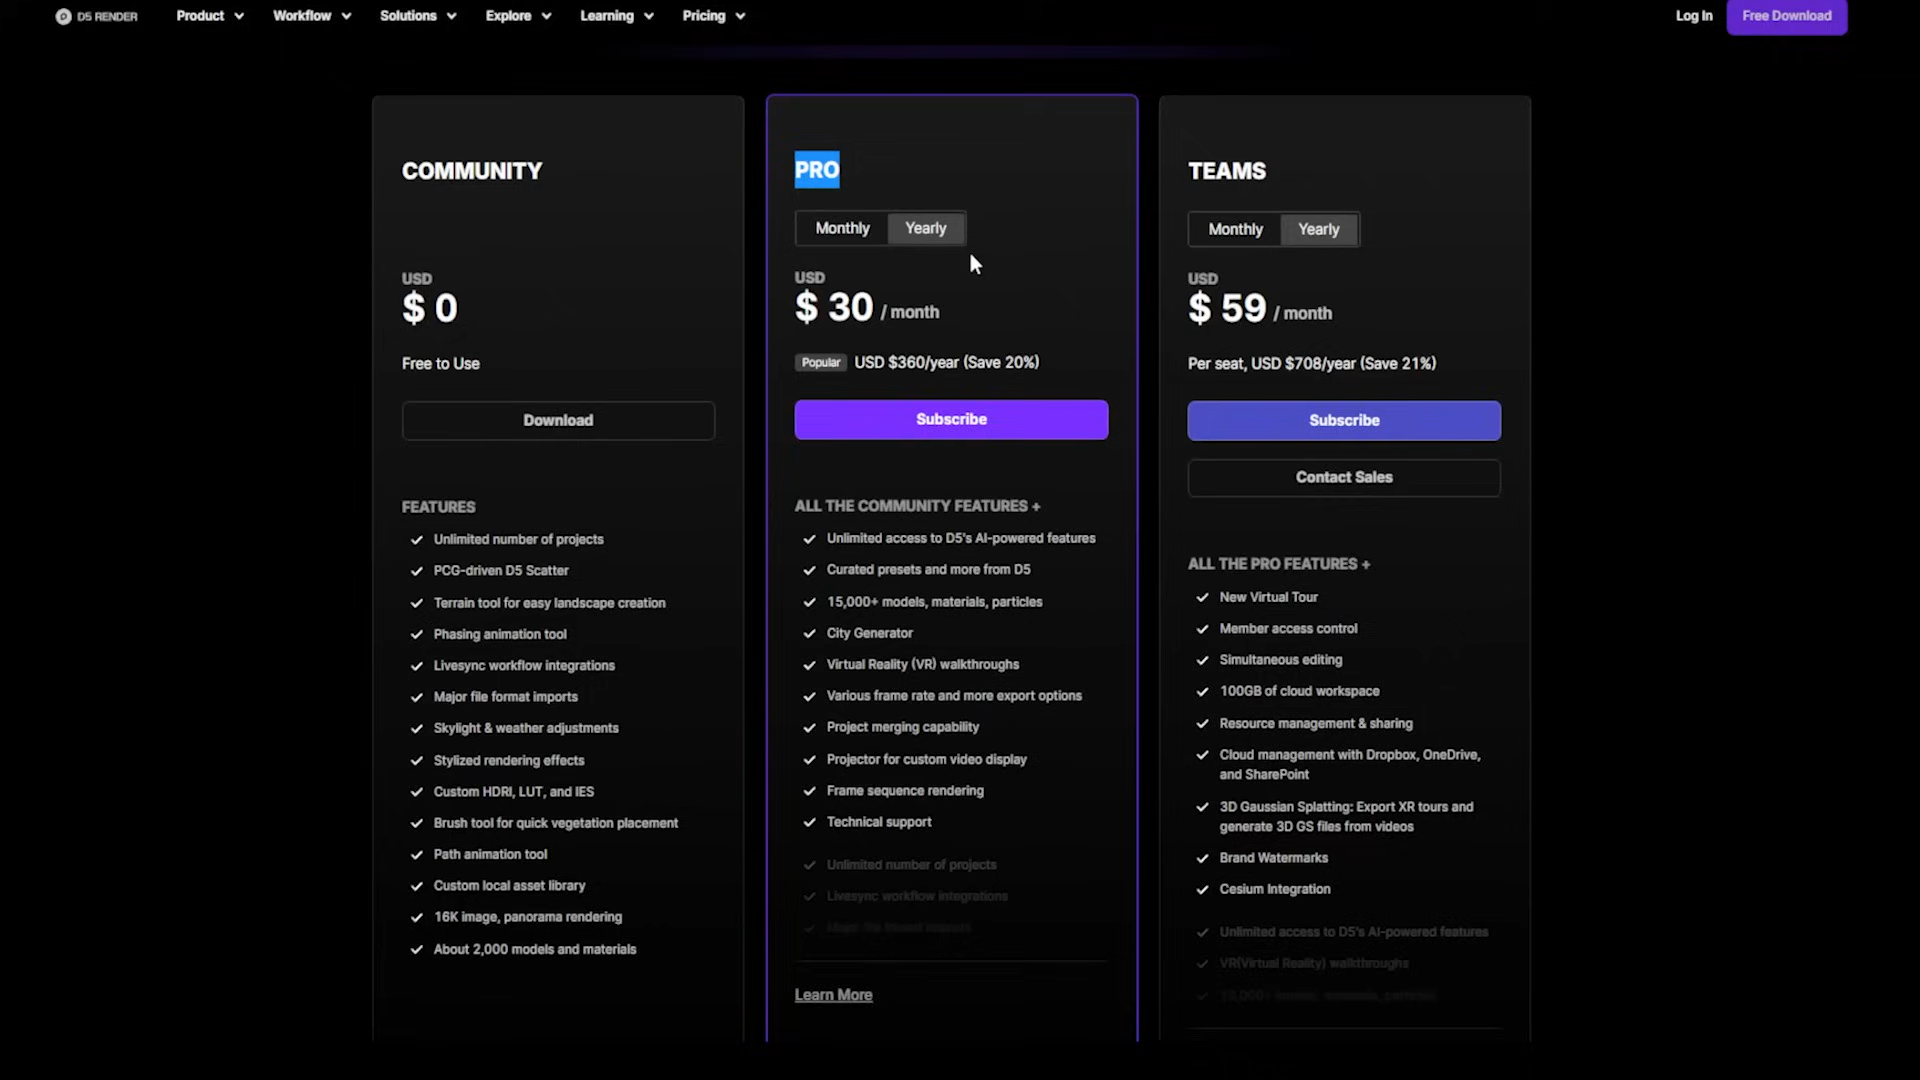 D5 RENDER
Product
Workflow
Solutions
Explore
Learning
Pricing
Log In
Free Download
COMMUNITY
USD
$ 0
Free to Use
Download
FEATURES
Unlimited number of projects
PCG-driven D5 Scatter
Terrain tool for easy landscape creation
Phasing animation tool
Livesync workflow integrations
Major file format imports
Skylight & weather adjustments
Stylized rendering effects
Custom HDRI, LUT, and IES
Brush tool for quick vegetation placement
Path animation tool
Custom local asset library
16K image, panorama rendering
About 2,000 models and materials
PRO
Monthly Yearly
USD
$ 30 / month
Popular USD $360/year (Save 20%)
Subscribe
ALL THE COMMUNITY FEATURES +
Unlimited access to D5's AI-powered features
Curated presets and more from D5
15,000+ models, materials, particles
City Generator
Virtual Reality (VR) walkthroughs
Various frame rate and more export options
Project merging capability
Projector for custom video display
Frame sequence rendering
Technical support
Unlimited number of projects
Livesync workflow integrations
Major file format imports
Learn More
TEAMS
Monthly Yearly
USD
$ 59 / month
Per seat, USD $708/year (Save 21%)
Subscribe
Contact Sales
ALL THE PRO FEATURES +
New Virtual Tour
Member access control
Simultaneous editing
100GB of cloud workspace
Resource management & sharing
Cloud management with Dropbox, OneDrive,
and SharePoint
3D Gaussian Splatting: Export XR tours and
generate 3D GS files from videos
Brand Watermarks
Cesium Integration
Unlimited access to D5's AI-powered features
VR(Virtual Reality) walkthroughs
15,000+ models, materials, particles